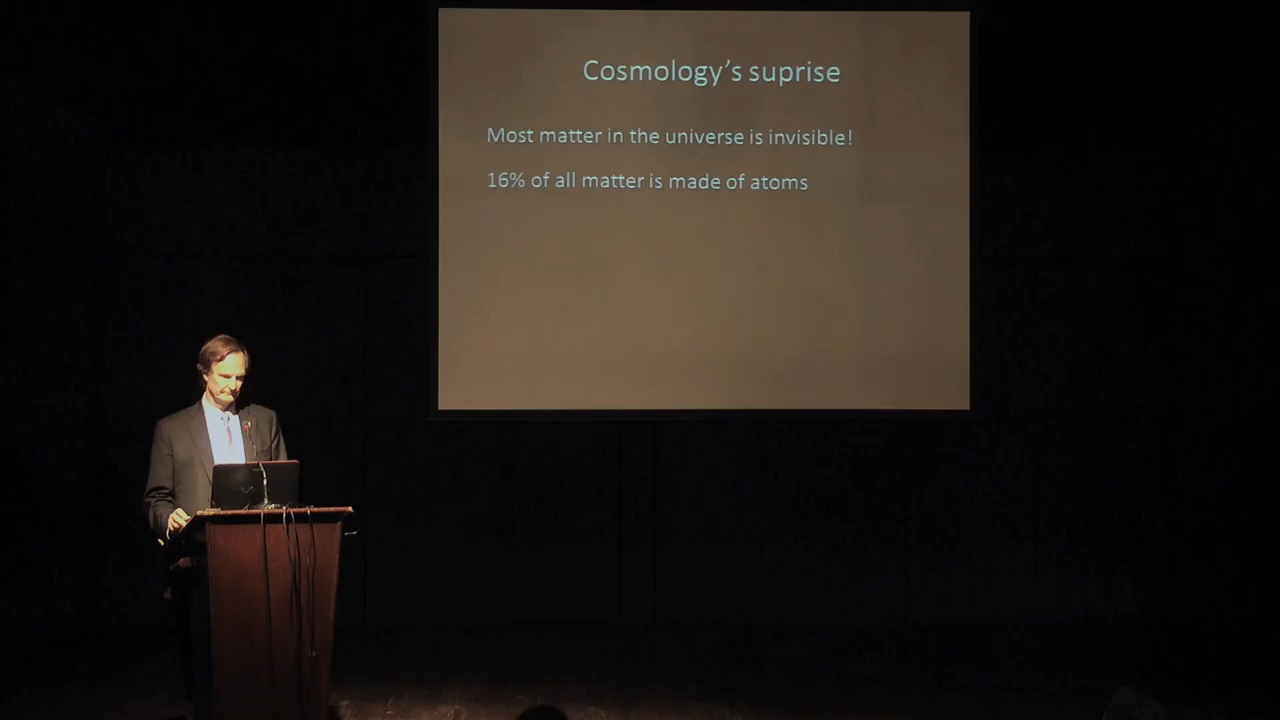 Cosmology’s suprise
Most matter in the universe is invisible!
16% of all matter is made of atoms